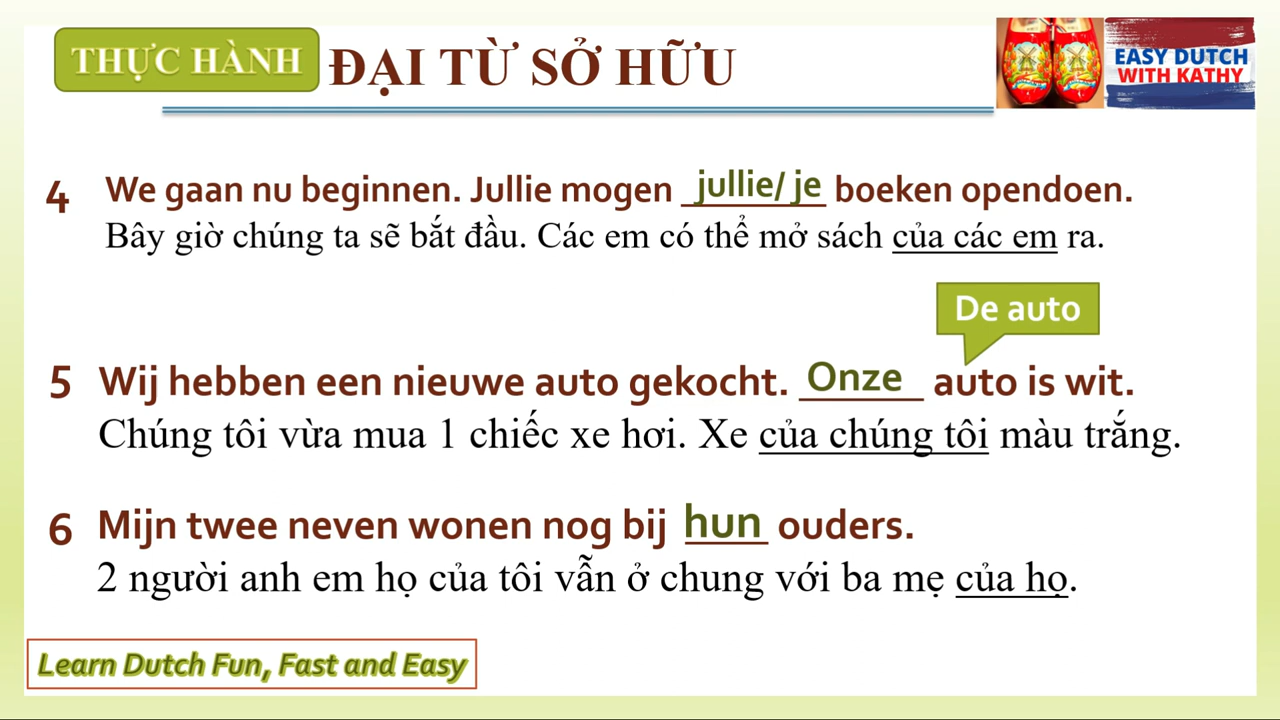 THỰC HÀNH ĐẠI TỪ SỞ HỮU
EASY DUTCH
WITH KATHY
4 We gaan nu beginnen. Jullie mogen jullie/ je boeken opendoen.
Bây giờ chúng ta sẽ bắt đầu. Các em có thể mở sách của các em ra.
De auto
5 Wij hebben een nieuwe auto gekocht. Onze auto is wit.
Chúng tôi vừa mua 1 chiếc xe hơi. Xe của chúng tôi màu trắng.
6 Mijn twee neven wonen nog bij hun ouders.
2 người anh em họ của tôi vẫn ở chung với ba mẹ của họ.
Learn Dutch Fun, Fast and Easy